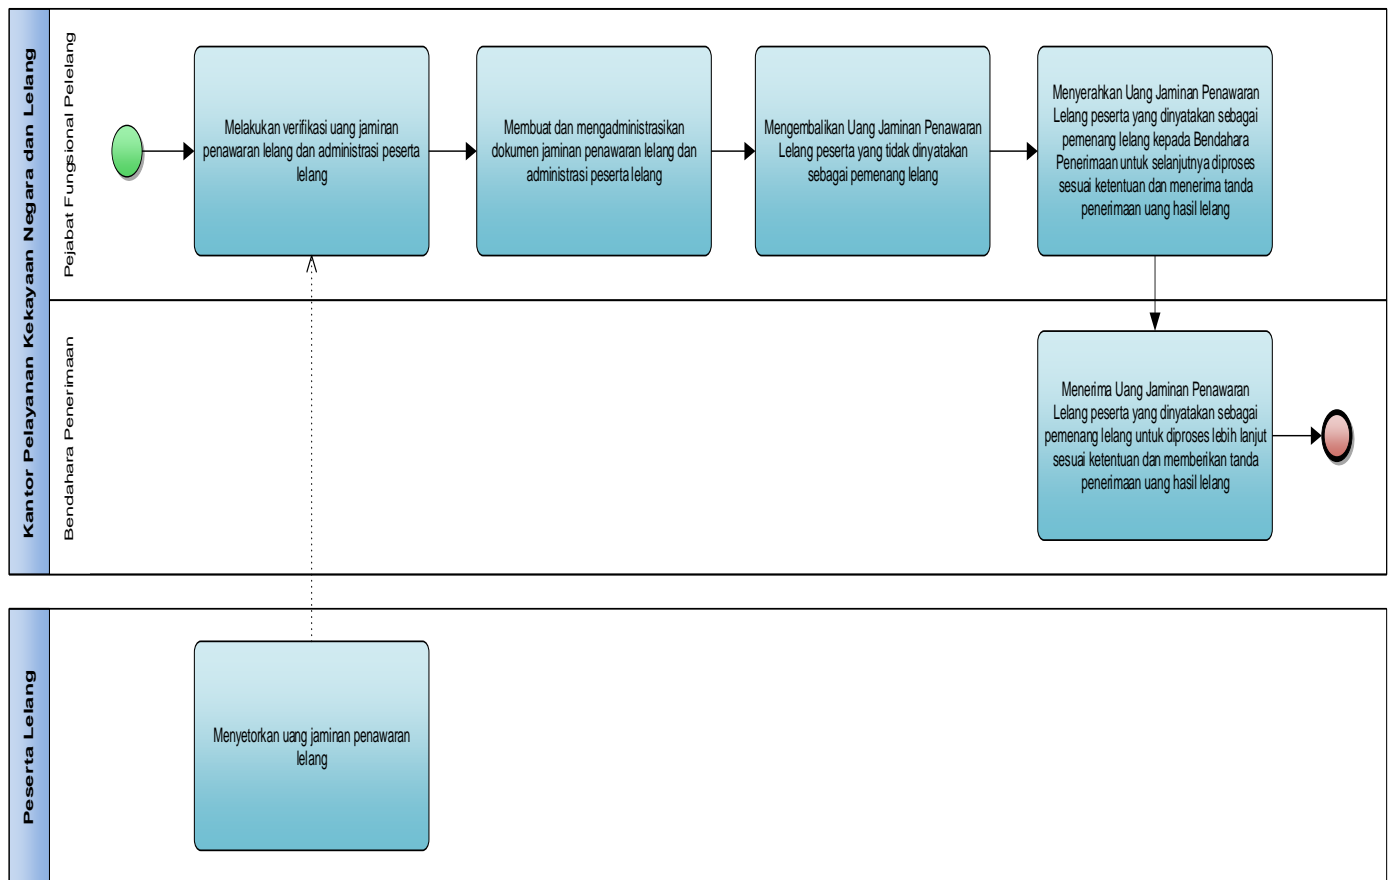 Kantor Pelayanan Kekayaan Negara dan Lelang
Pejabat Fungsional Pelelang
Melakukan verifikasi uang jaminan
penawaran lelang dan administrasi peserta
lelang
Membuat dan mengadministrasikan
dokumen jaminan penawaran lelang dan
administrasi peserta lelang
Mengembalikan Uang Jaminan Penawaran
Lelang peserta yang tidak dinyatakan
sebagai pemenang lelang
Menyerahkan Uang Jaminan Penawaran
Lelang peserta yang dinyatakan sebagai
pemenang lelang kepada Bendahara
Penerimaan untuk selanjutnya diproses
sesuai ketentuan dan menerima tanda
penerimaan uang hasil lelang
Bendahara Penerimaan
Menerima Uang Jaminan Penawaran
Lelang peserta yang dinyatakan sebagai
pemenang lelang untuk diproses lebih lanjut
sesuai ketentuan dan memberikan tanda
penerimaan uang hasil lelang
Peserta Lelang
Menyetorkan uang jaminan penawaran
lelang